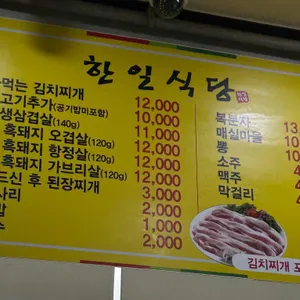 한일식당
먹는 김치찌개 12,000
고기추가(공기밥미포함) 10,000
생삼겹살(140g) 11,000
흑돼지 오겹살(120g) 12,000
흑돼지 항정살(120g) 12,000
흑돼지 가브리살(120g) 12,000
드신 후 된장찌개 3,000
사리 2,000
1,000
2,000
복분자 13
매실마을
뽕
소주
맥주
막걸리
김치찌개 포